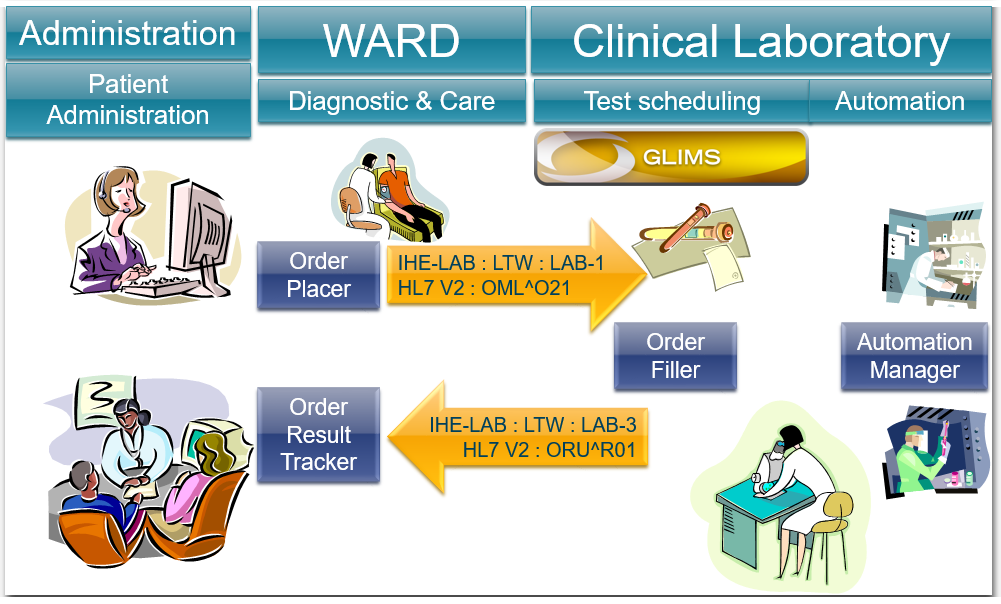 Administration
WARD
Clinical Laboratory
Patient
Administration
Diagnostic & Care
Test scheduling
Automation
GLIMS
Order
Placer
IHE-LAB : LTW : LAB-1
HL7 V2 : OML^O21
Order
Filler
Automation
Manager
Order
Result
Tracker
IHE-LAB : LTW : LAB-3
HL7 V2 : ORU^R01